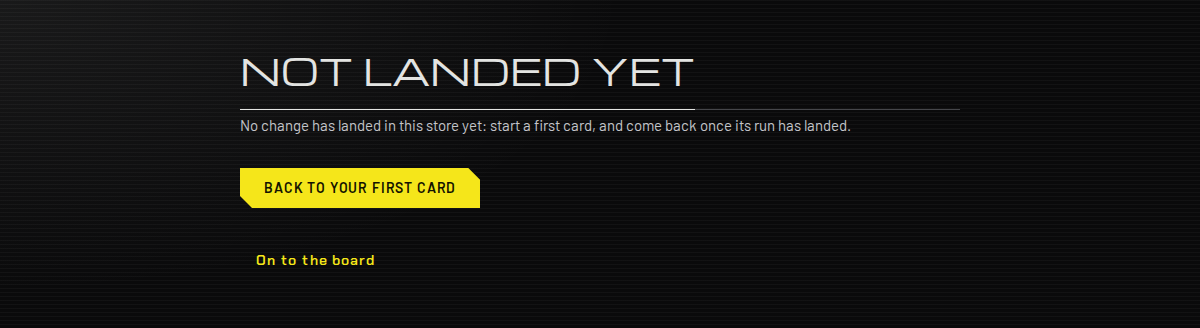 NOT LANDED YET
No change has landed in this store yet: start a first card, and come back once its run has landed.
BACK TO YOUR FIRST CARD
On to the board